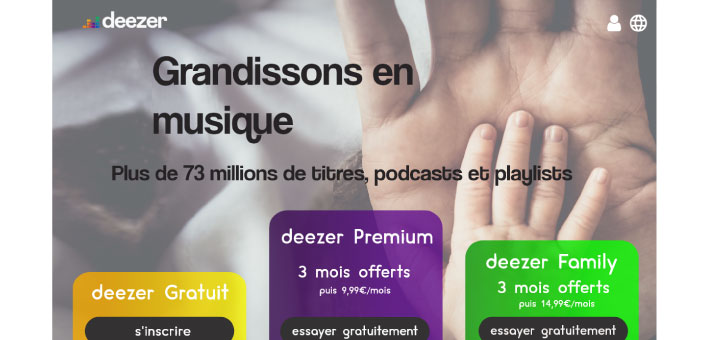 deezer
Grandissons en
musique
Plus de 73 millions de titres, podcasts et playlists
deezer Gratuit
s'inscrire
deezer Premium
3 mois offerts
puis 9,99€/mois
essayer gratuitement
deezer Family
3 mois offerts
puis 14,99€/mois
essayer gratuitement